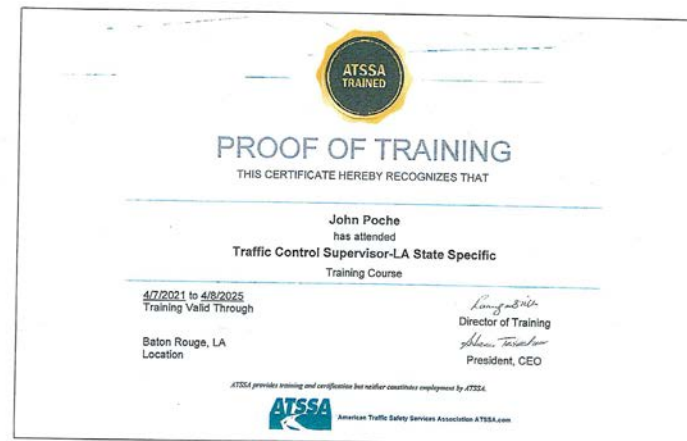 ATSSA
TRAINED
PROOF OF TRAINING
THIS CERTIFICATE HEREBY RECOGNIZES THAT
John Poche
has attended
Traffic Control Supervisor-LA State Specific
Training Course
4/7/2021 to 4/8/2025
Training Valid Through
Director of Training
Baton Rouge, LA
Location
President, CEO
ATSSA provides training and certification but neither constitutes employment by ATSSA.
ATSSA
American Traffic Safety Services Association ATSSA.com